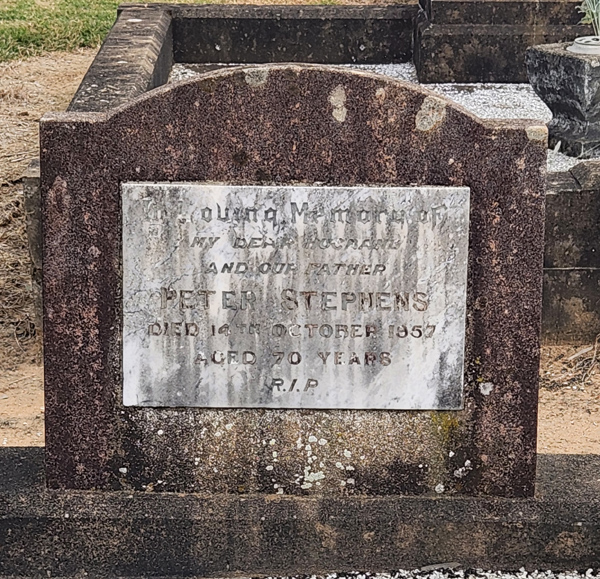 In Loving Memory of
MY DEAR HUSBAND
AND OUR FATHER
PETER STEPHENS
DIED 14TH OCTOBER 1957
AGED 70 YEARS
R.I.P